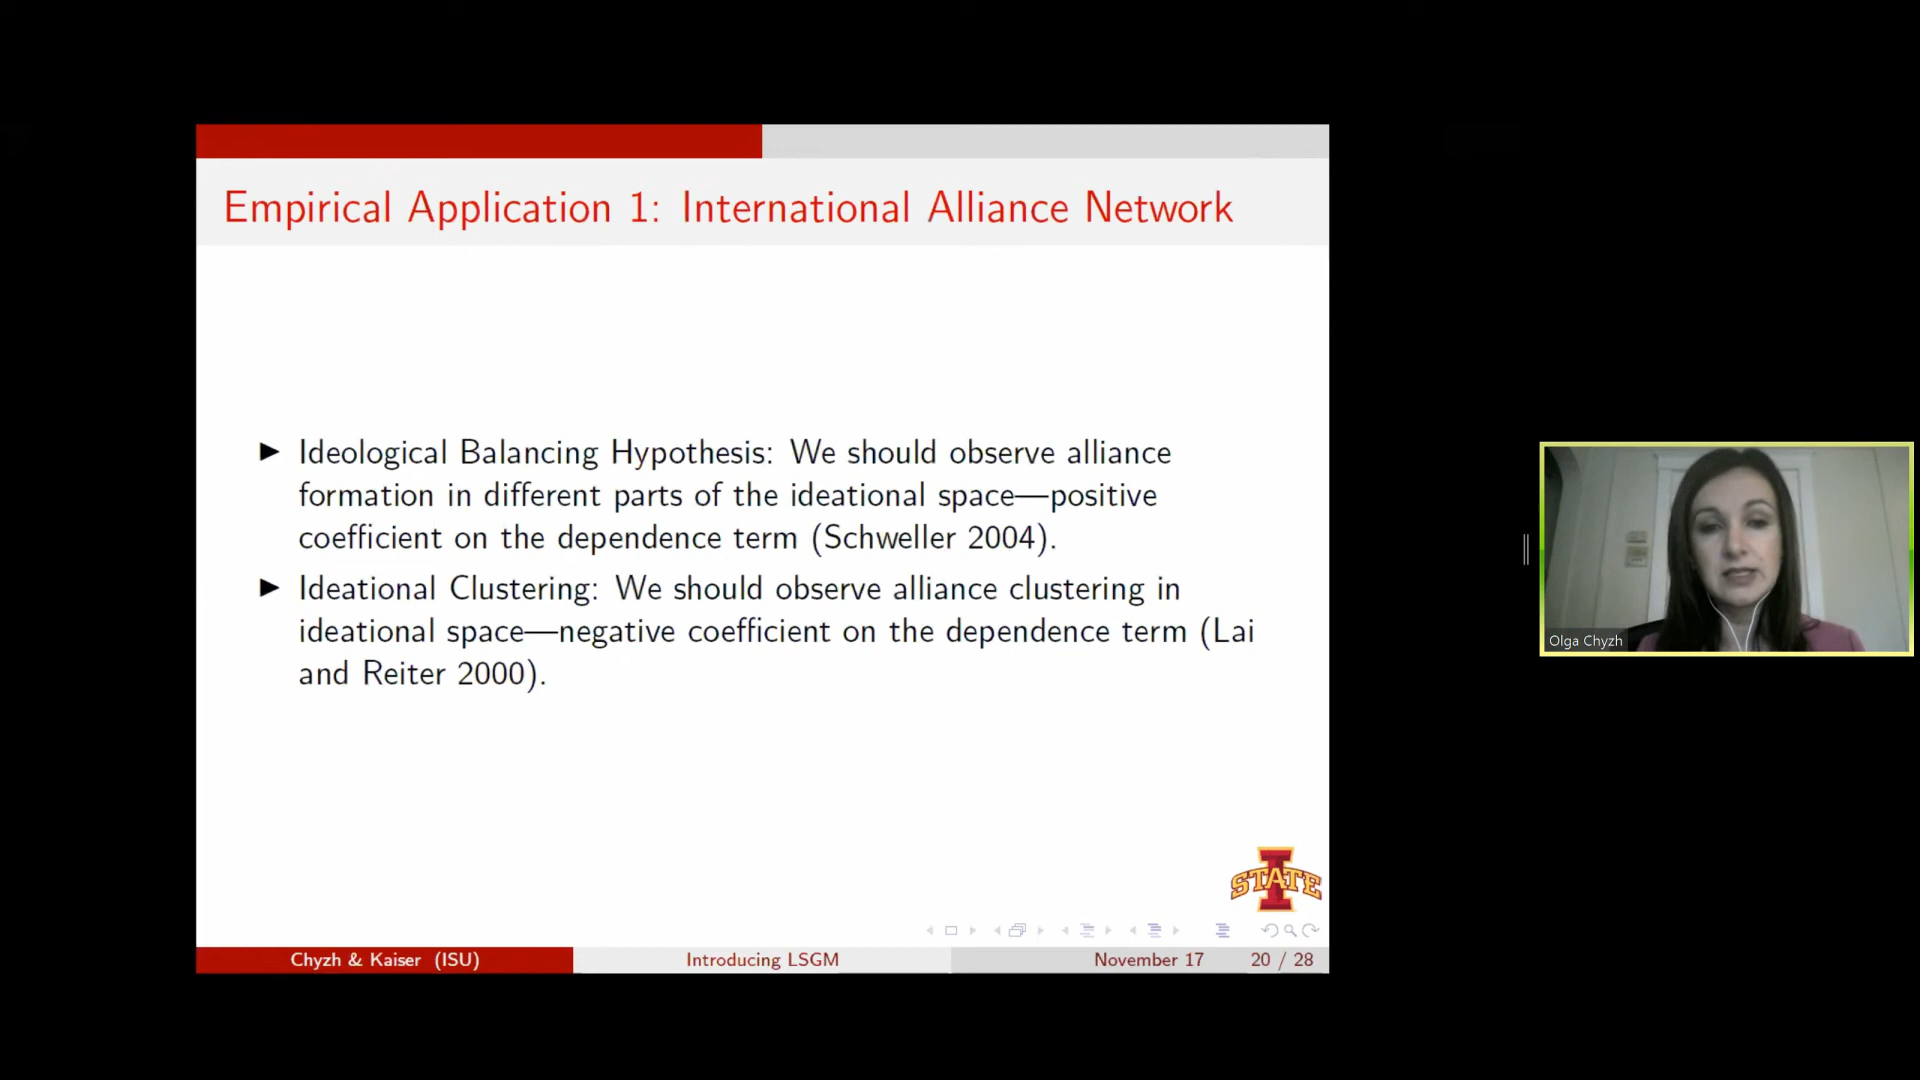 Empirical Application 1: International Alliance Network
▶ Ideological Balancing Hypothesis: We should observe alliance
formation in different parts of the ideational space—positive
coefficient on the dependence term (Schweller 2004).
▶ Ideational Clustering: We should observe alliance clustering in
ideational space—negative coefficient on the dependence term (Lai
and Reiter 2000).
Olga Chyzh
STATE
Chyzh & Kaiser (ISU) Introducing LSGM November 17 20 / 28